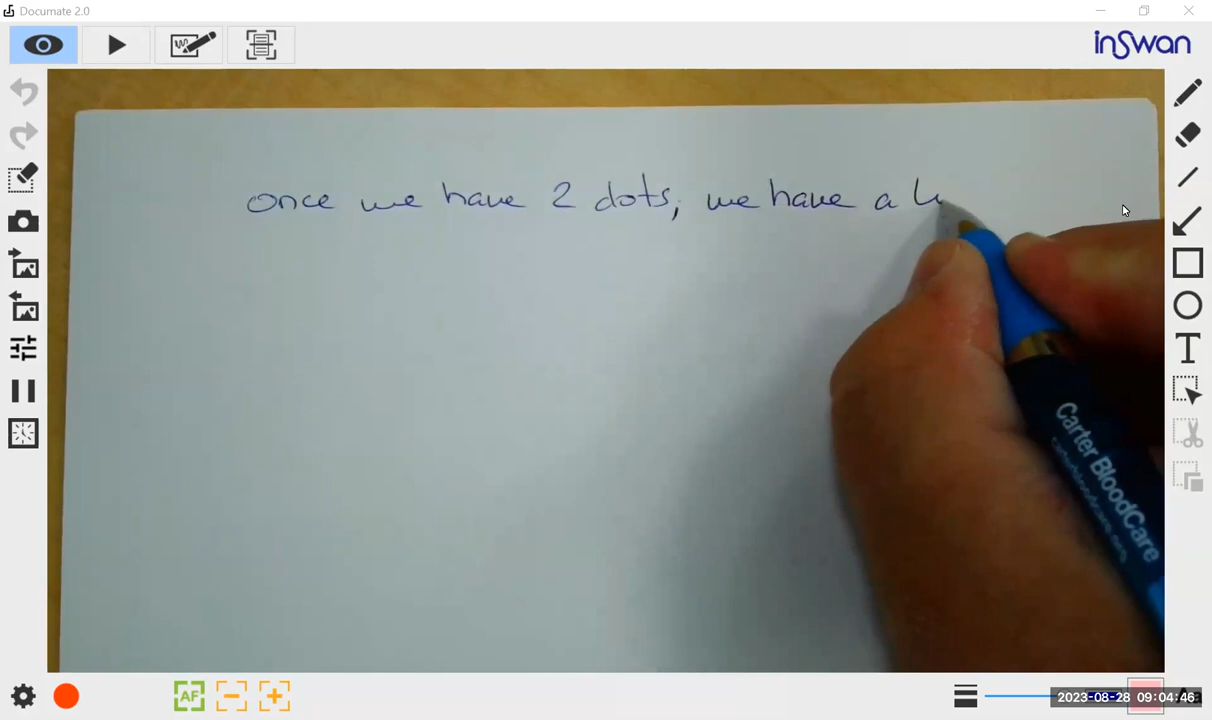 Documate 2.0
inSwan
once we have 2 dots, we have a
Carter BloodCare
AF
T
2023-08-28 09:04:46